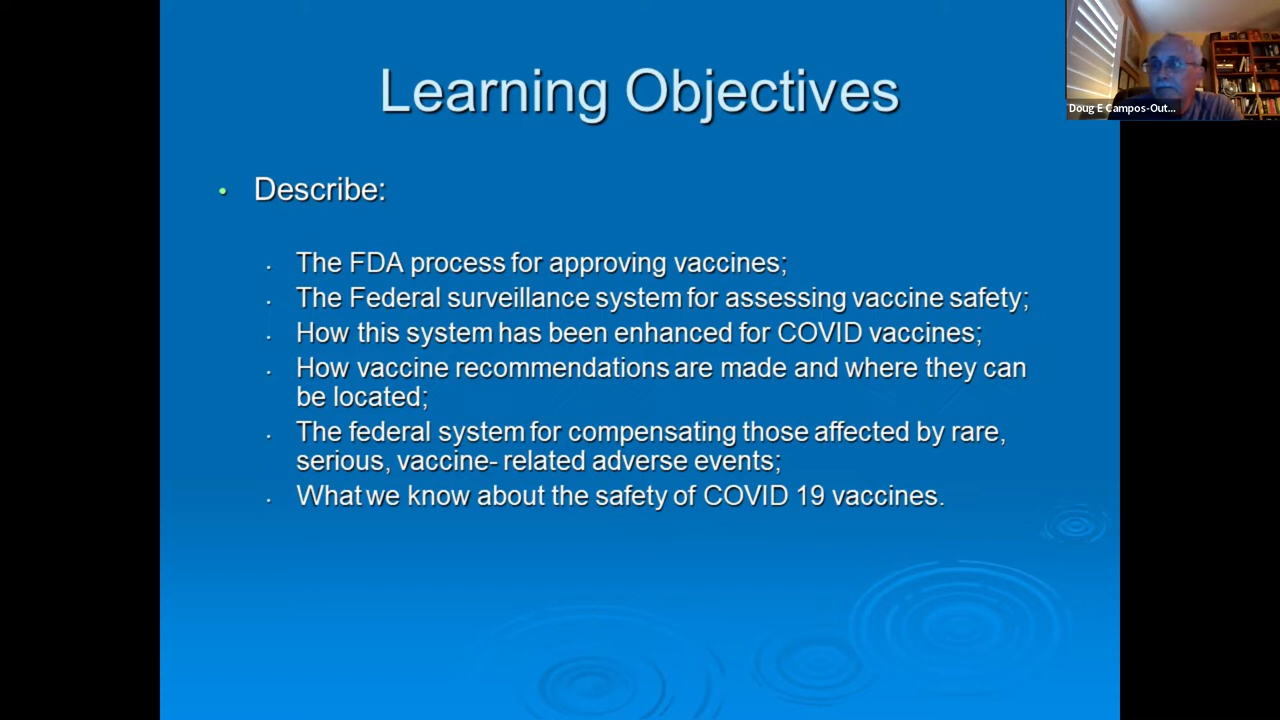 Learning Objectives
Doug E Campos-Out...
• Describe:
• The FDA process for approving vaccines;
• The Federal surveillance system for assessing vaccine safety;
• How this system has been enhanced for COVID vaccines;
• How vaccine recommendations are made and where they can
be located;
• The federal system for compensating those affected by rare,
serious, vaccine- related adverse events;
• What we know about the safety of COVID 19 vaccines.